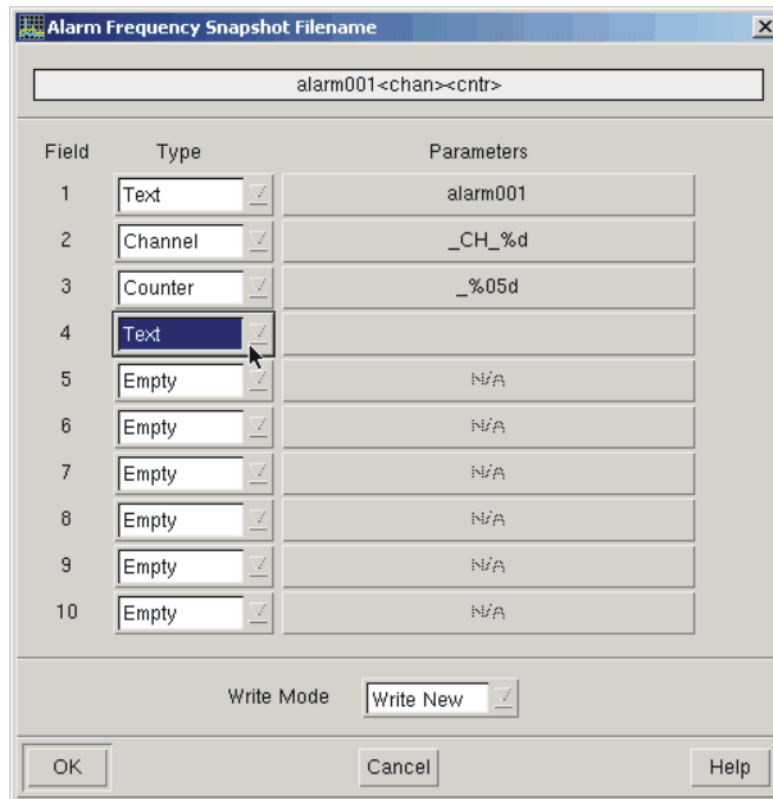 Alarm Frequency Snapshot Filename
alarm001<chan><cntr>
Field Type Parameters
1 Text alarm001
2 Channel _CH_%d
3 Counter _%05d
4 Text
5 Empty N/A
6 Empty N/A
7 Empty N/A
8 Empty N/A
9 Empty N/A
10 Empty N/A
Write Mode Write New
OK Cancel Help